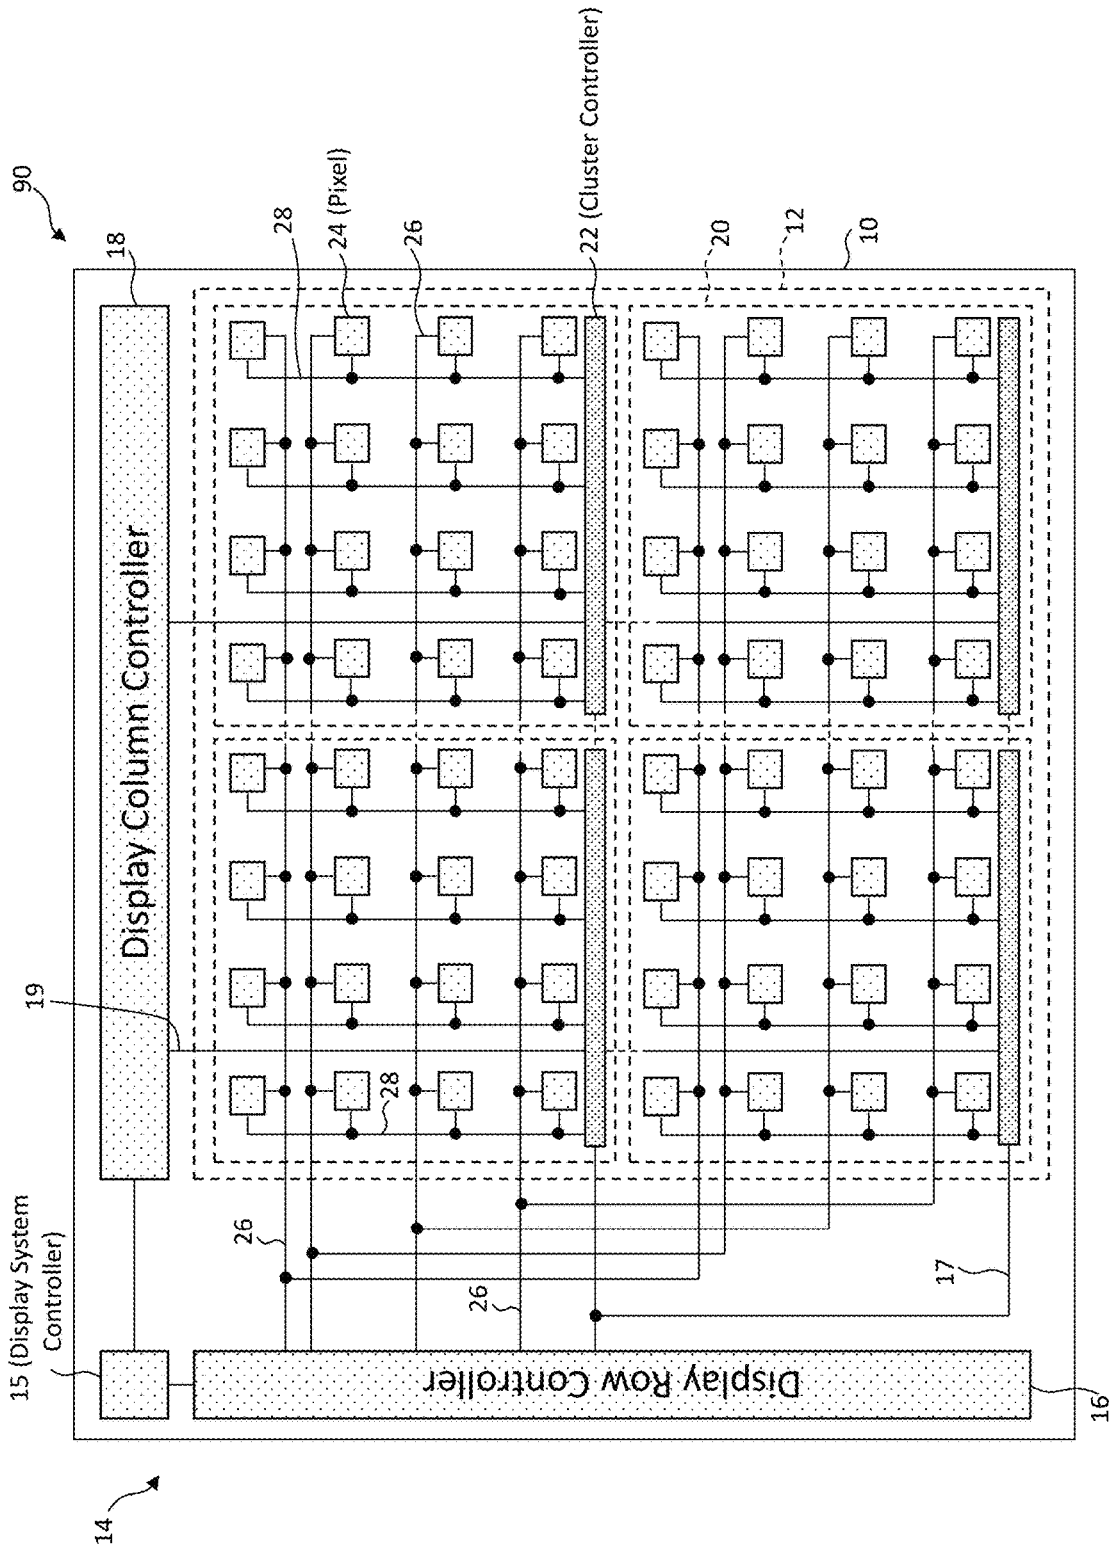 90
18
28
24 (Pixel)
26
22 (Cluster Controller)
20
12
10
Display Column Controller
19
28
15 (Display System
Controller)
26
26
17
Display Row Controller
16
14